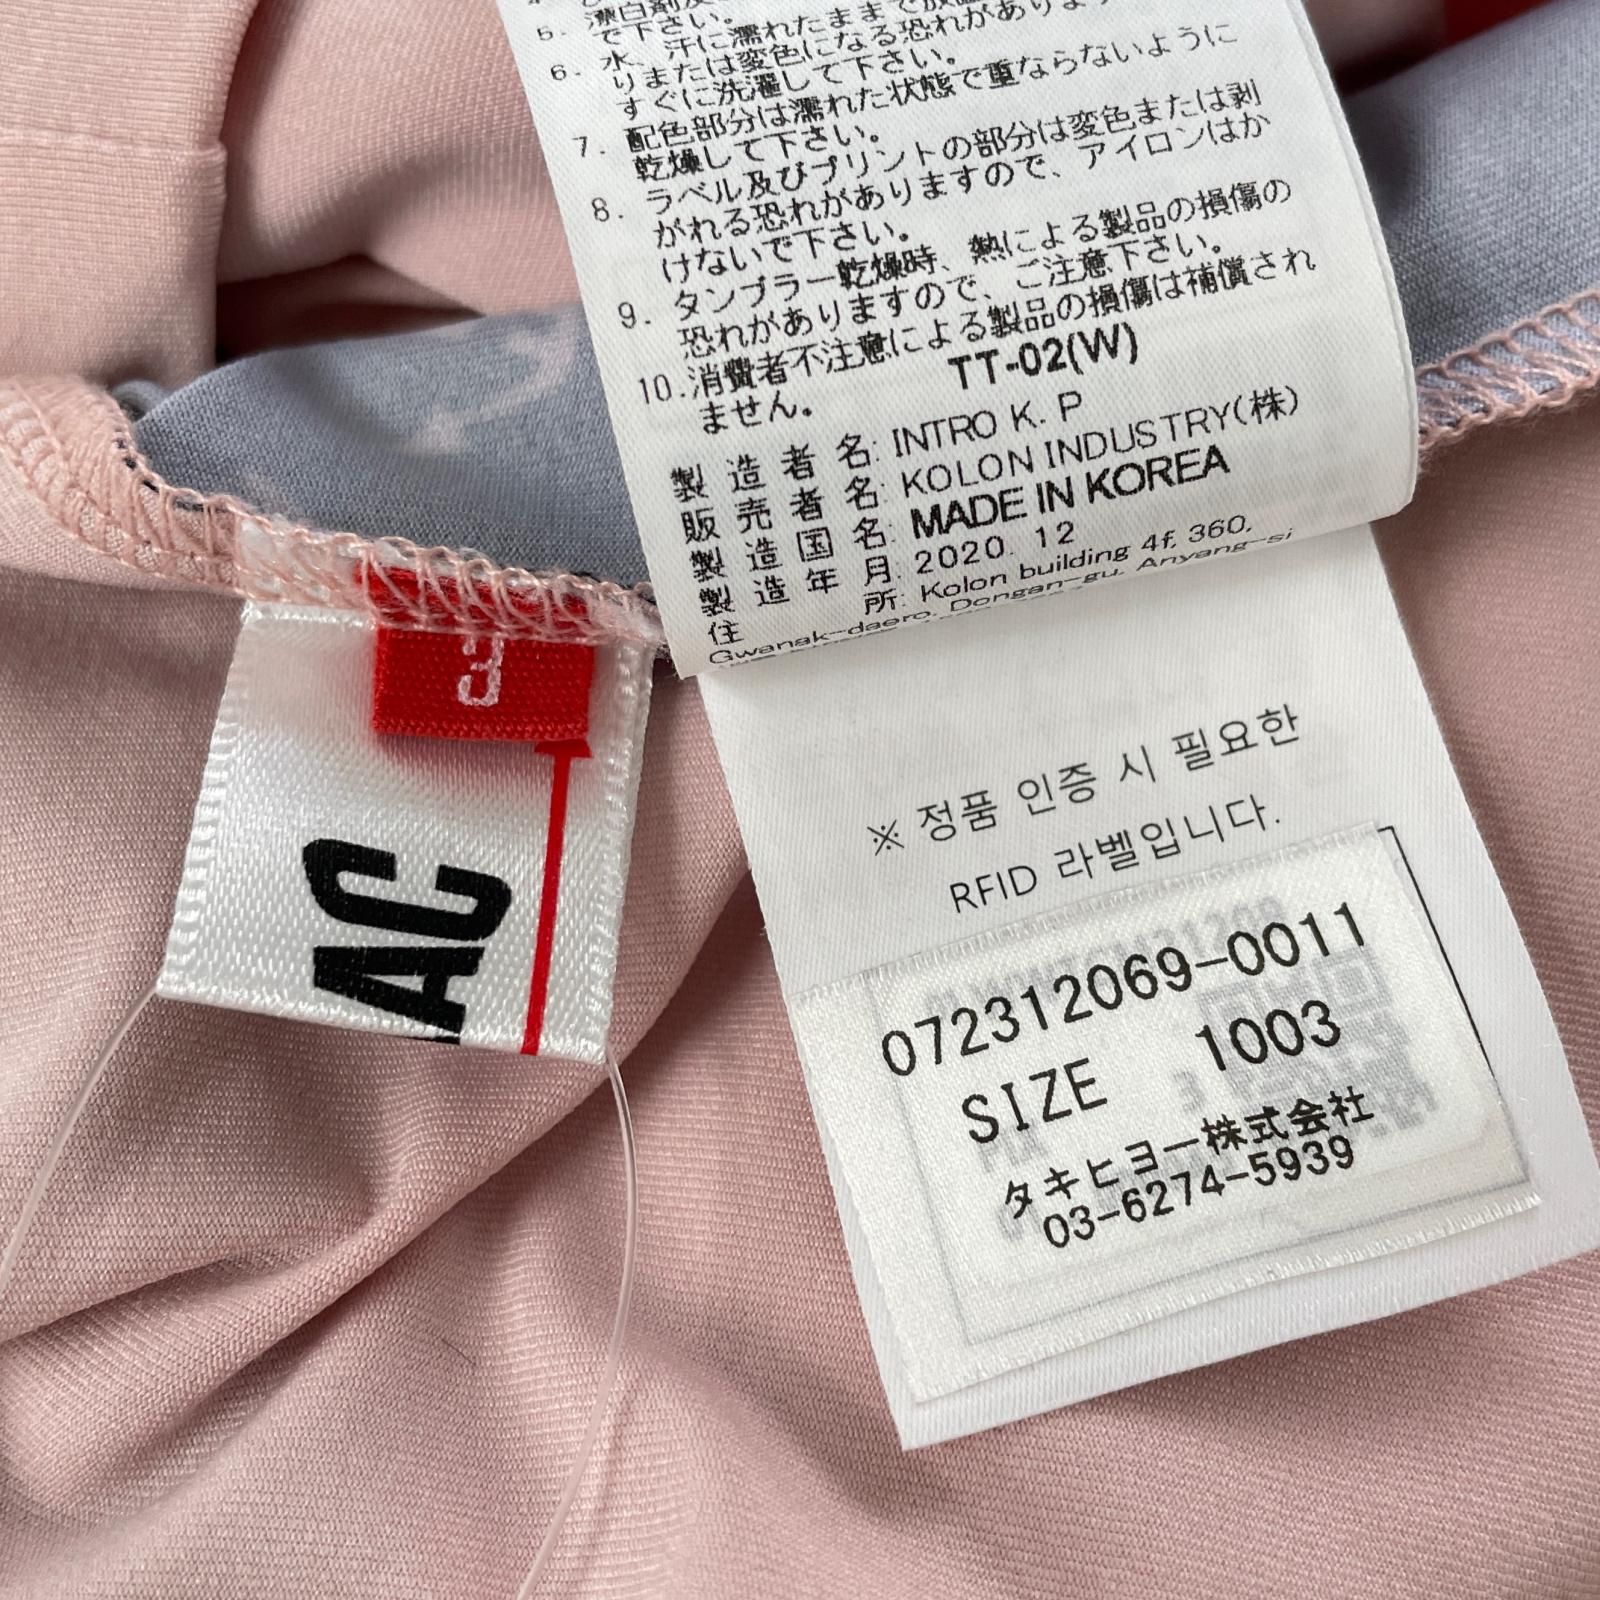 5. で下さい。
6. 水、汗に濡れたままで放置
りまたは変色になる恐れがあります
すぐに洗濯して下さい。
7. 配色部分は濡れた状態で重ならないように
乾燥して下さい。
8. ラベル及びプリントの部分は変色または剥
がれる恐れがありますので、アイロンはか
けないで下さい。
9. タンブラー乾燥時、熱による製品の損傷の
恐れがありますので、ご注意下さい。
10.消費者不注意による製品の損傷は補償され
ません。
TT-02(W)
製造者名: INTRO K. P
販売者名: KOLON INDUSTRY(株)
製造国名: MADE IN KOREA
製造年月: 2020. 12
住所: Kolon building 4f, 360,
Gwanak-daero, Dongan-gu, Anyang-si
3
AC
※ 정품 인증 시 필요한
RFID 라벨입니다.
072312069-0011
SIZE 1003
タキヒヨー株式会社
03-6274-5939